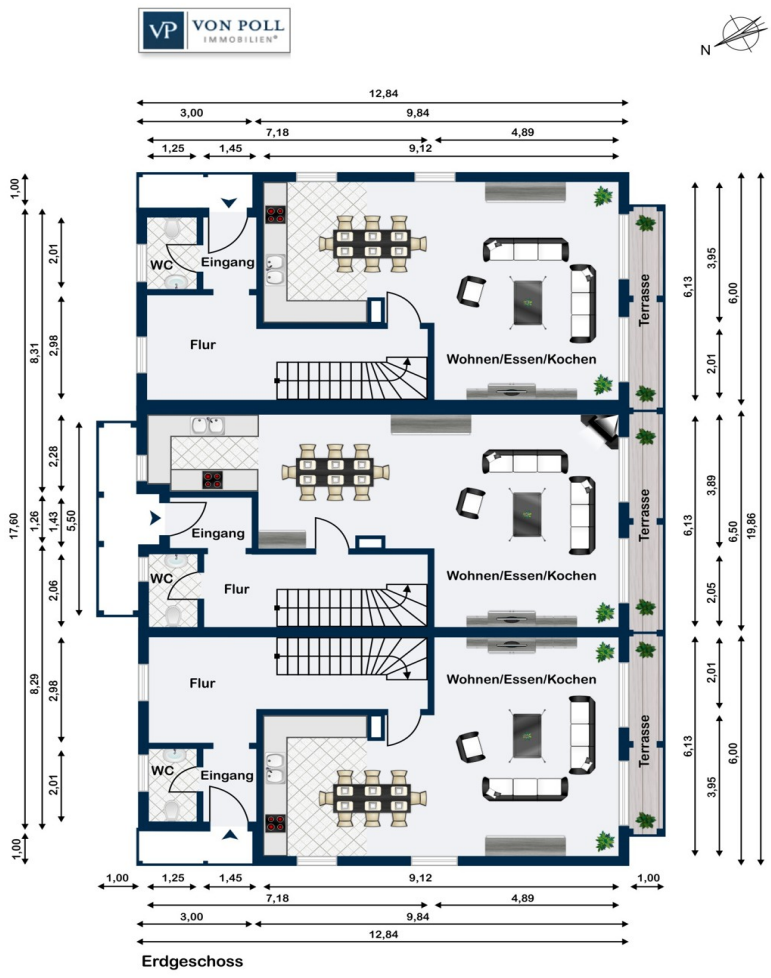 VP VON POLL
IMMOBILIEN®
N
12,84
3,00 9,84
7,18 4,89
1,25 1,45 9,12
1,00
8,31
17,60
1,26
8,29
1,00
2,01
2,98
2,28
1,43
5,50
2,06
2,98
2,01
WC
Eingang
Flur
Wohnen/Essen/Kochen
Terrasse
Eingang
WC
Flur
Wohnen/Essen/Kochen
Terrasse
Flur
Wohnen/Essen/Kochen
WC
Eingang
Terrasse
6,13
3,95
6,00
2,01
6,13
3,89
6,50
19,86
2,05
2,01
6,13
6,00
3,95
1,00 1,25 1,45 9,12 1,00
7,18 4,89
3,00 9,84
12,84
Erdgeschoss